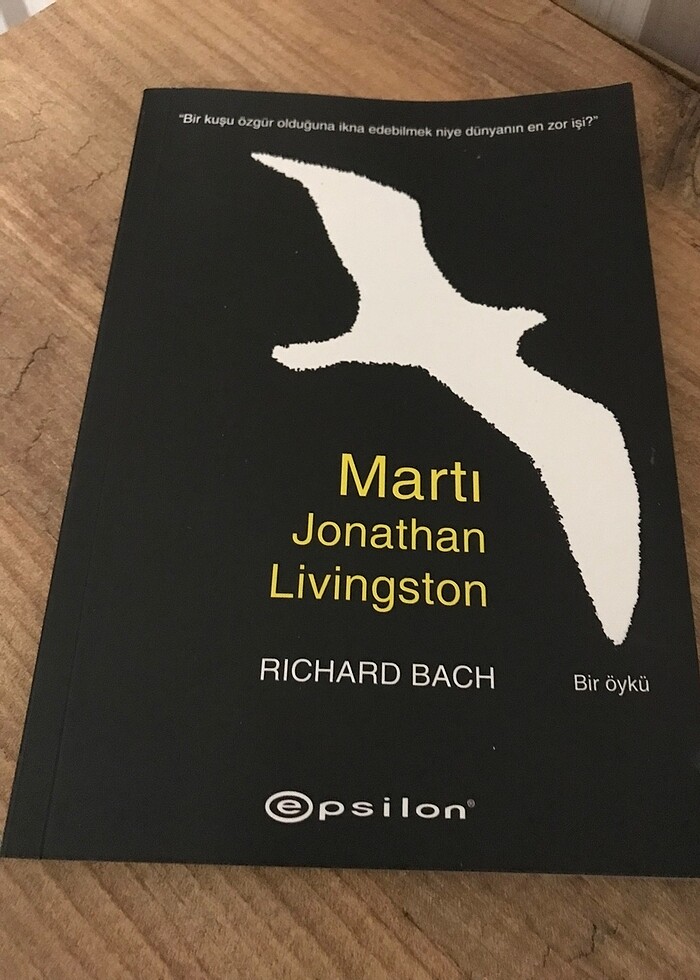 "Bir kuşu özgür olduğuna ikna edebilmek niye dünyanın en zor işi?"
Martı
Jonathan
Livingston
RICHARD BACH
Bir öykü
epsilon®